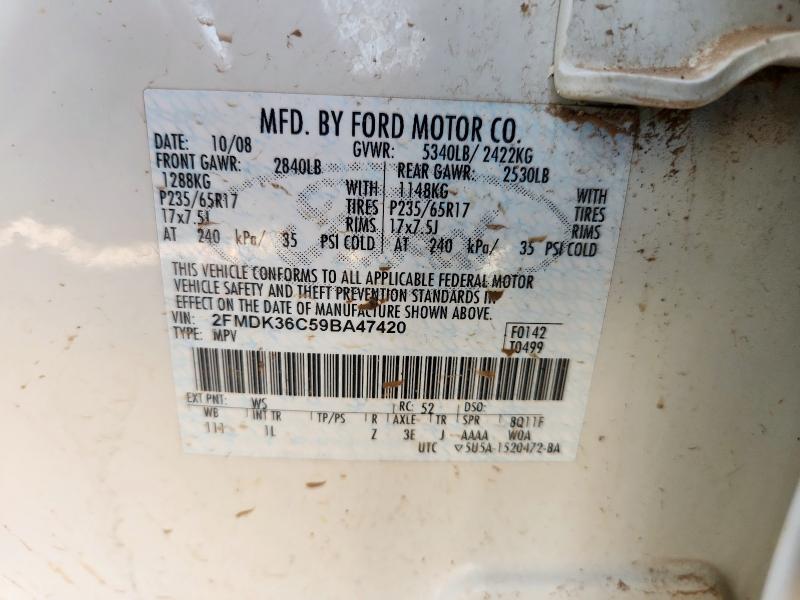 MFD. BY FORD MOTOR CO.
DATE: 10/08 GVWR: 5340LB/ 2422KG
FRONT GAWR: 2840LB REAR GAWR: 2530LB
1288KG WITH 1148KG WITH
P235/65R17 TIRES P235/65R17 TIRES
17x7.5J RIMS 17x7.5J RIMS
AT 240 kPa/ 35 PSI COLD AT 240 kPa/ 35 PSI COLD
THIS VEHICLE CONFORMS TO ALL APPLICABLE FEDERAL MOTOR
VEHICLE SAFETY AND THEFT PREVENTION STANDARDS IN
EFFECT ON THE DATE OF MANUFACTURE SHOWN ABOVE.
VIN: 2FMDK36C59BA47420 F0142
TYPE: MPV T0499
EXT PNT: WS RC: 52 DSO:
WB INT TR TP/PS R AXLE TR SPR 8Q11F
111 1L Z 3E J AAAA W0A
UTC ▽5U5A-1520472-BA